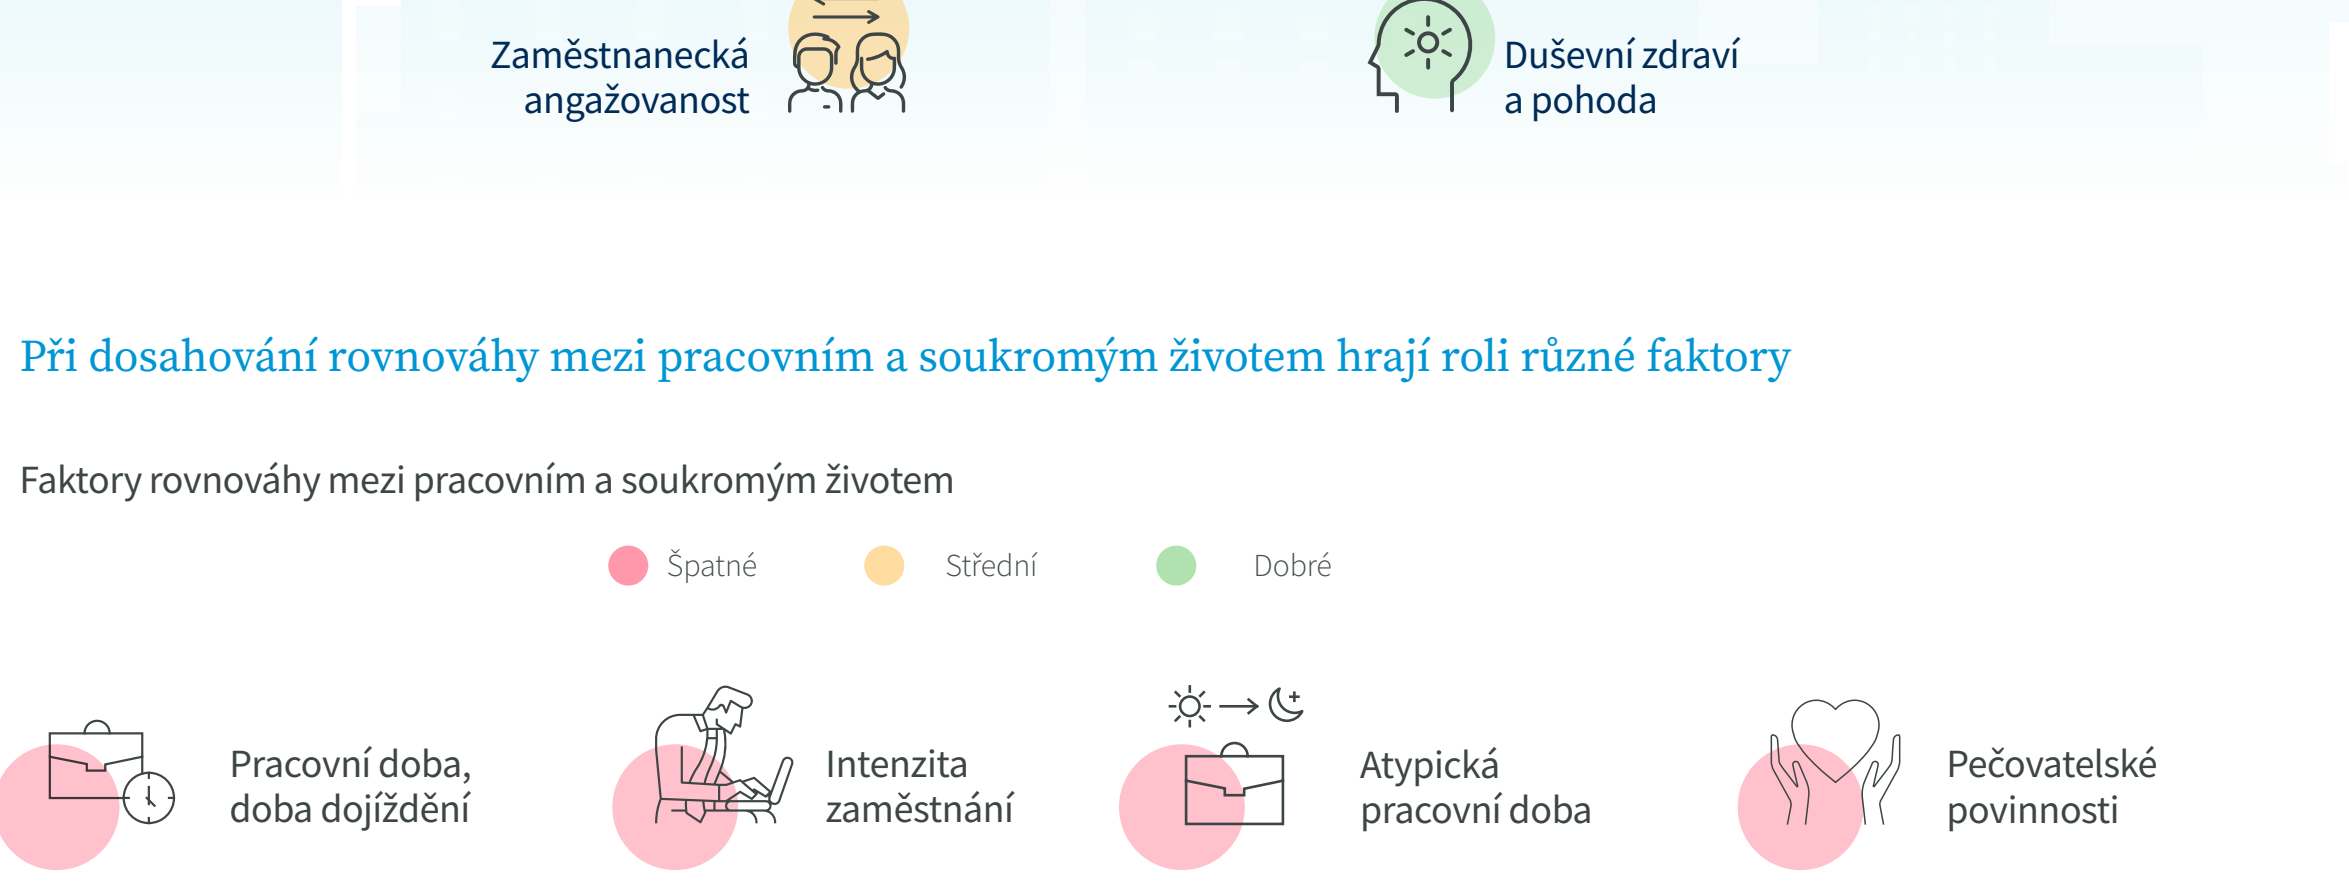 Zaměstnanecká
angažovanost
Duševní zdraví
a pohoda
Při dosahování rovnováhy mezi pracovním a soukromým životem hrají roli různé faktory
Faktory rovnováhy mezi pracovním a soukromým životem
Špatné
Střední
Dobré
Pracovní doba,
doba dojíždění
Intenzita
zaměstnání
Atypická
pracovní doba
Pečovatelské
povinnosti